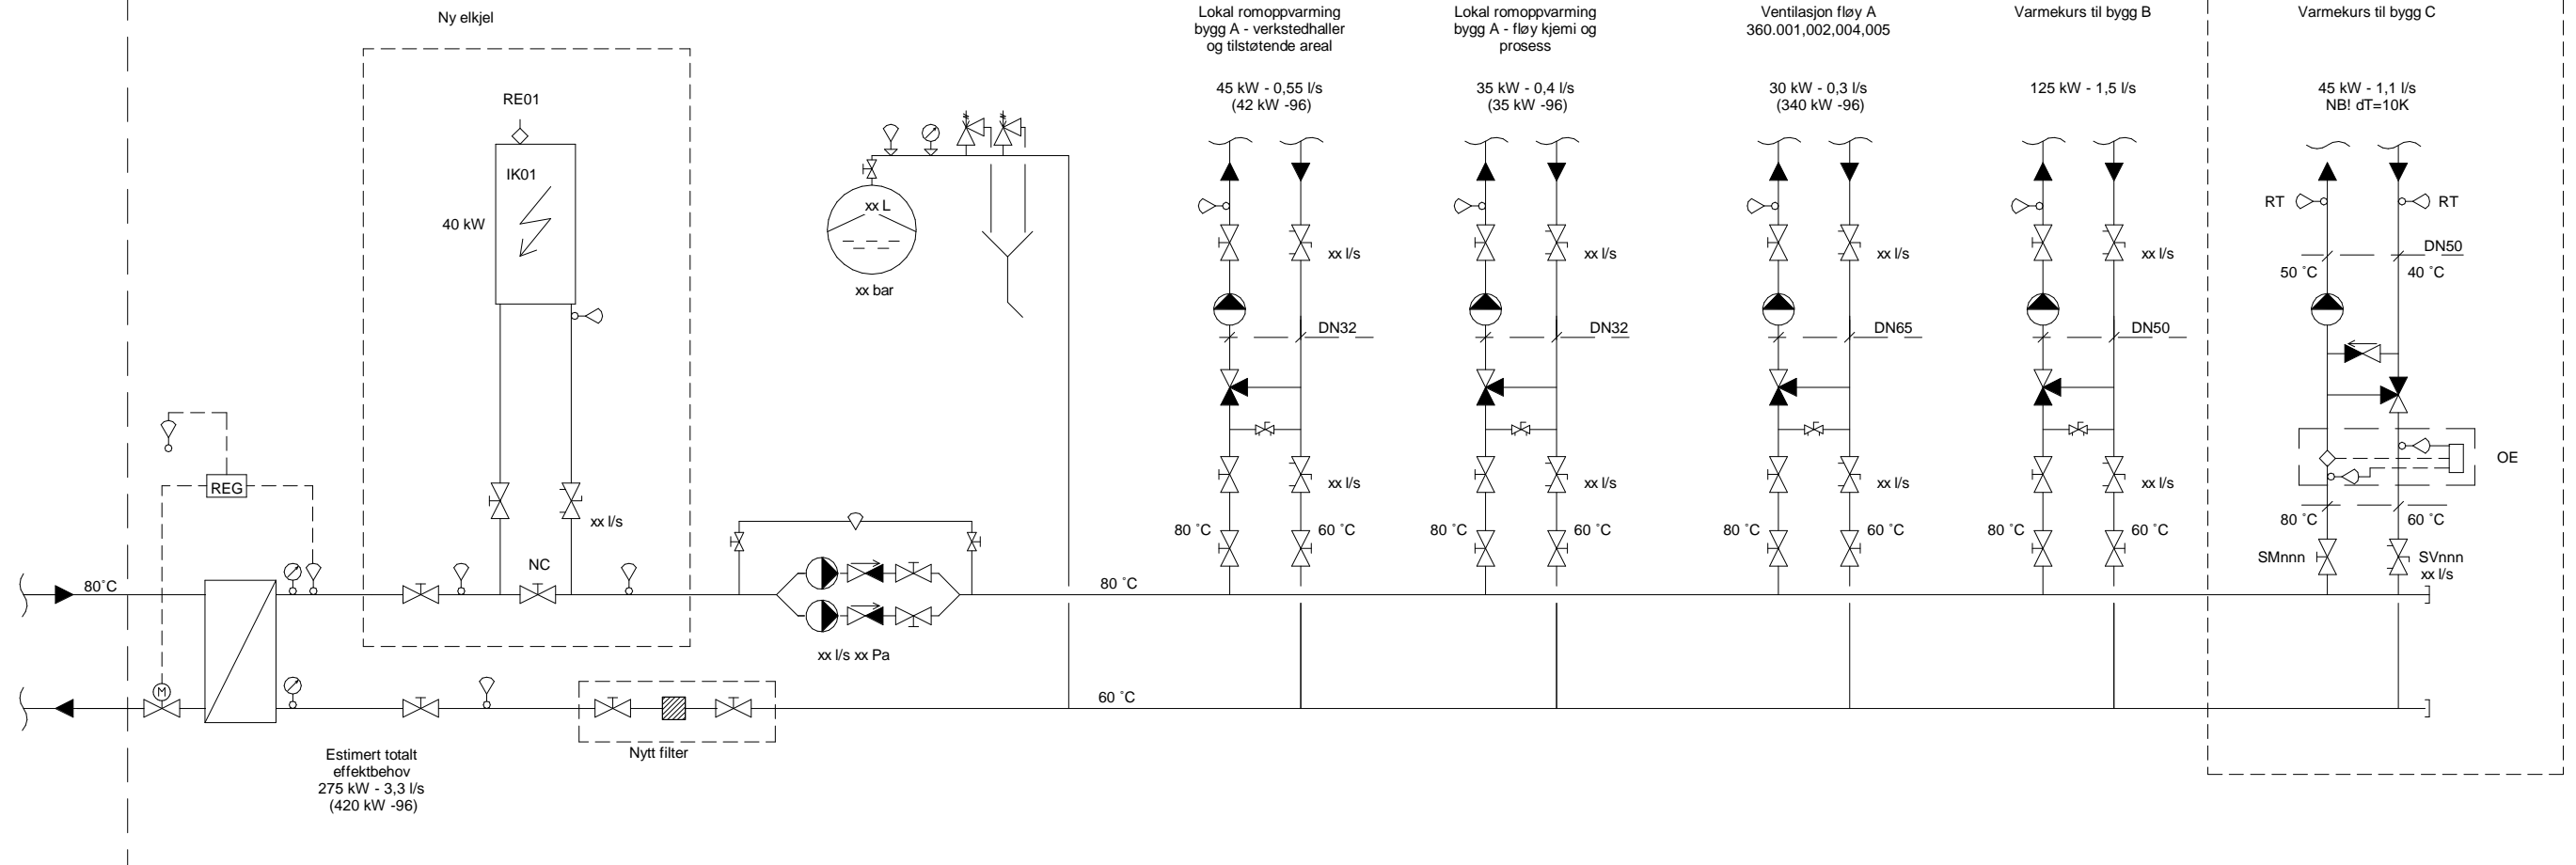 Ny elkjel
RE01
IK01
40 kW
NC
xx l/s
REG
80˚C
M
Estimert totalt
effektbehov
275 kW - 3,3 l/s
(420 kW -96)
Nytt filter
xx L
xx bar
xx l/s xx Pa
80 ˚C
60 ˚C
Lokal romoppvarming
bygg A - verkstedhaller
og tilstøtende areal
45 kW - 0,55 l/s
(42 kW -96)
xx l/s
DN32
xx l/s
80 ˚C
60 ˚C
Lokal romoppvarming
bygg A - fløy kjemi og
prosess
35 kW - 0,4 l/s
(35 kW -96)
xx l/s
DN32
xx l/s
80 ˚C
60 ˚C
Ventilasjon fløy A
360.001,002,004,005
30 kW - 0,3 l/s
(340 kW -96)
xx l/s
DN65
xx l/s
80 ˚C
60 ˚C
Varmekurs til bygg B
125 kW - 1,5 l/s
xx l/s
DN50
xx l/s
80 ˚C
60 ˚C
Varmekurs til bygg C
45 kW - 1,1 l/s
NB! dT=10K
RT
RT
DN50
50 ˚C
40 ˚C
OE
80 ˚C
60 ˚C
SMnnn
SVnnn
xx l/s